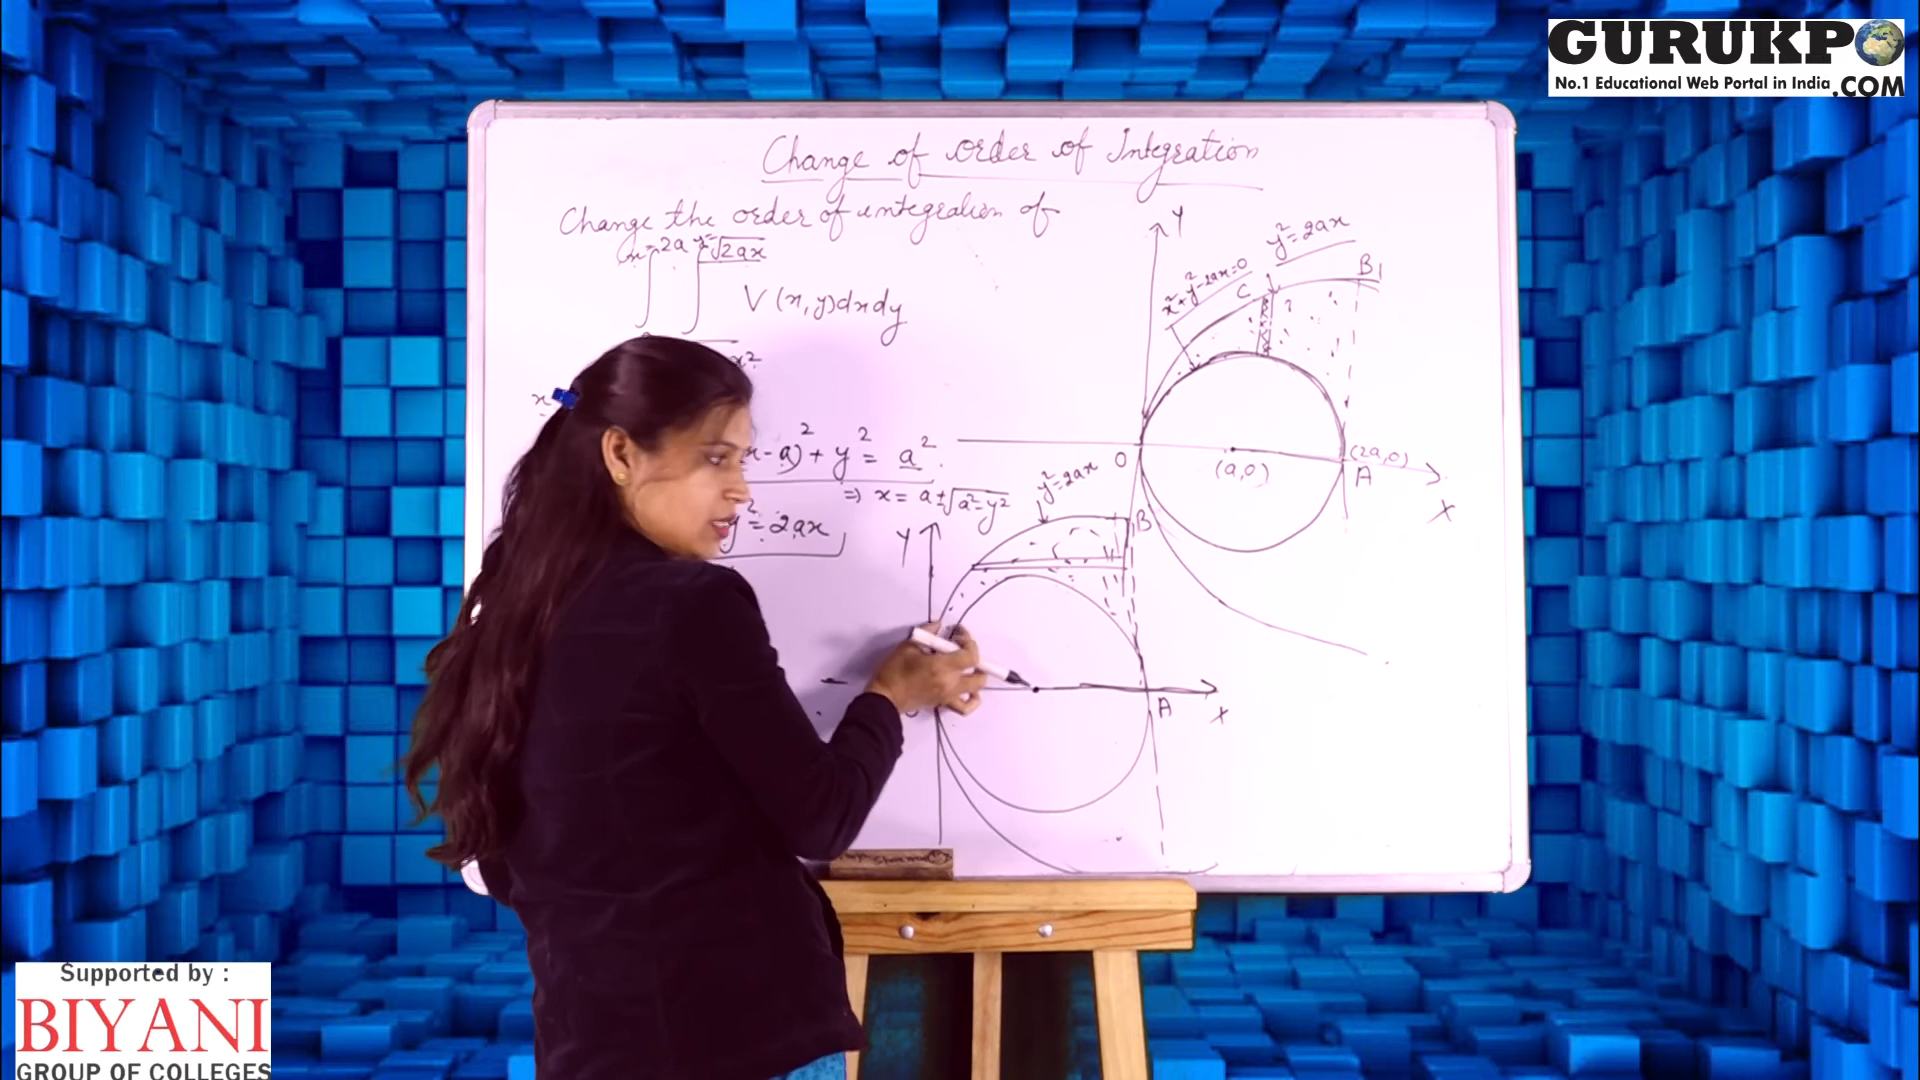 GURUKPO
No.1 Educational Web Portal in India .COM
Change of order of Integration
Change the order of integration of
x=2a y=√2ax
V(x,y)dxdy
x²
x
x-a)² + y² = a².
⇒ x = a ± √a²-y²
y² = 2ax
Y
y²=2ax
B1
x²+y²-2ax=0
C
O
(a,0)
(2a,0)
A
X
y²=2ax
B
Y
A
X
Supported by :
BIYANI
GROUP OF COLLEGES